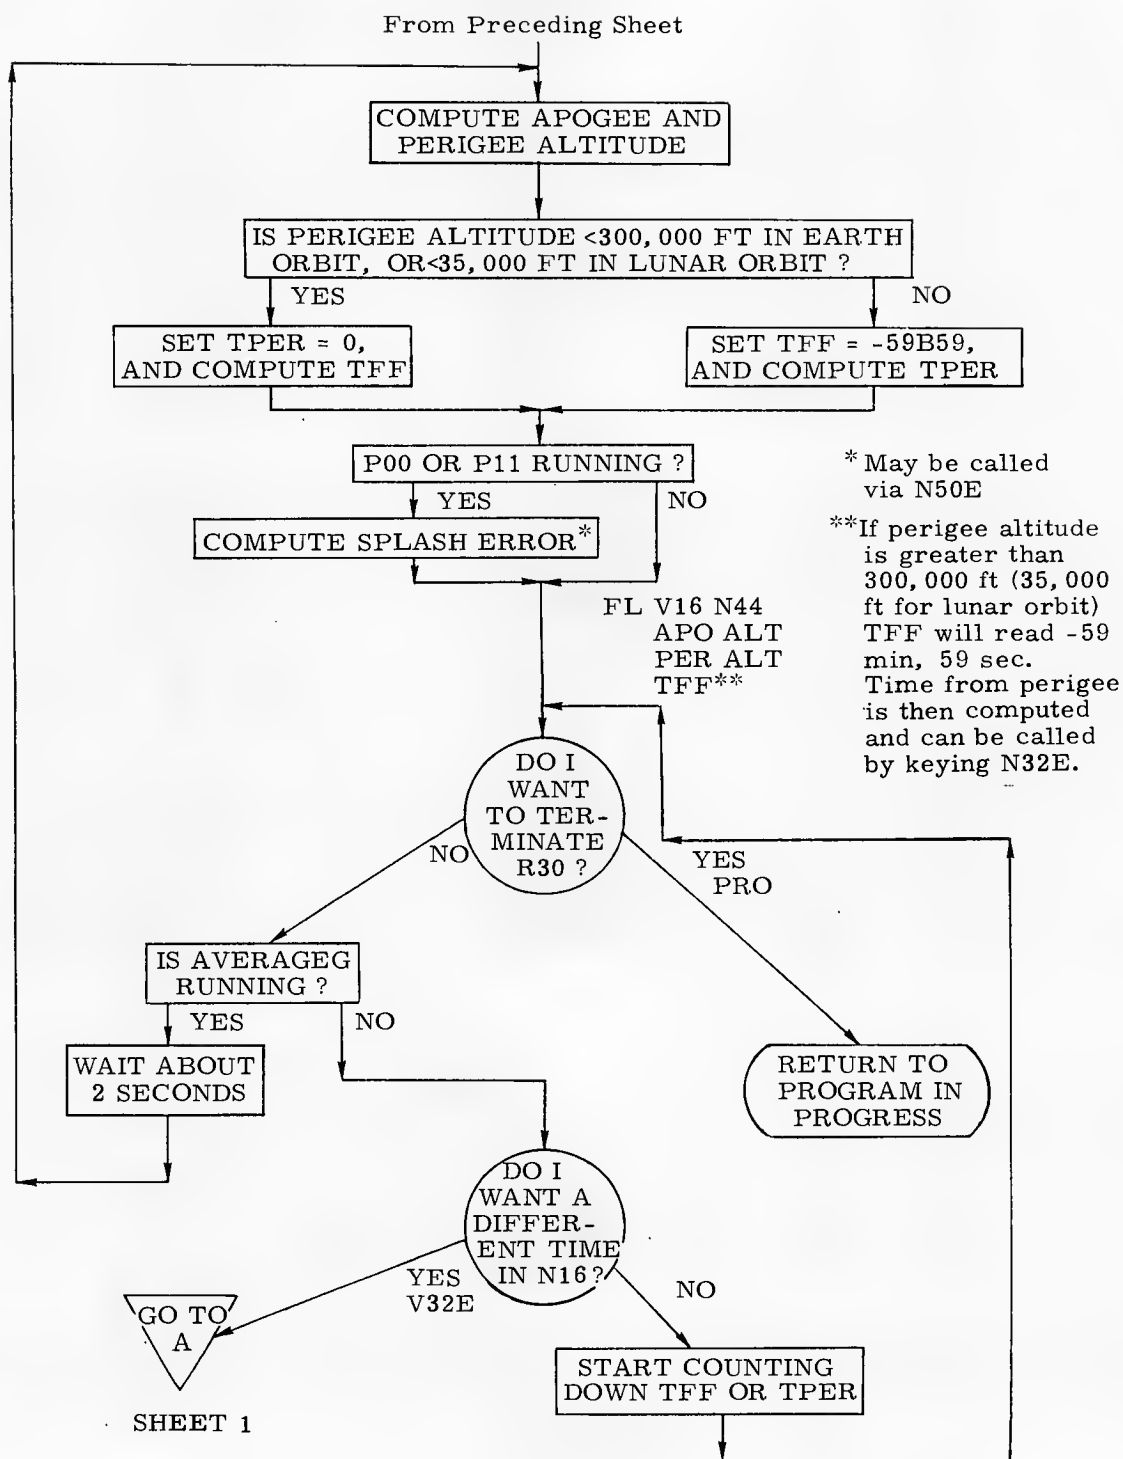 From Preceding Sheet
COMPUTE APOGEE AND
PERIGEE ALTITUDE
IS PERIGEE ALTITUDE <300,000 FT IN EARTH
ORBIT, OR<35,000 FT IN LUNAR ORBIT ?
YES
NO
SET TPER = 0,
AND COMPUTE TFF
SET TFF = -59B59,
AND COMPUTE TPER
P00 OR P11 RUNNING ?
YES
NO
COMPUTE SPLASH ERROR*
* May be called
via N50E
**If perigee altitude
is greater than
300,000 ft (35,000
ft for lunar orbit)
TFF will read -59
min, 59 sec.
Time from perigee
is then computed
and can be called
by keying N32E.
FL V16 N44
APO ALT
PER ALT
TFF**
DO I
WANT
TO TER-
MINATE
R30 ?
NO
YES
PRO
IS AVERAGEG
RUNNING ?
YES
NO
WAIT ABOUT
2 SECONDS
RETURN TO
PROGRAM IN
PROGRESS
DO I
WANT A
DIFFER-
ENT TIME
IN N16?
YES
V32E
NO
GO TO
A
SHEET 1
START COUNTING
DOWN TFF OR TPER